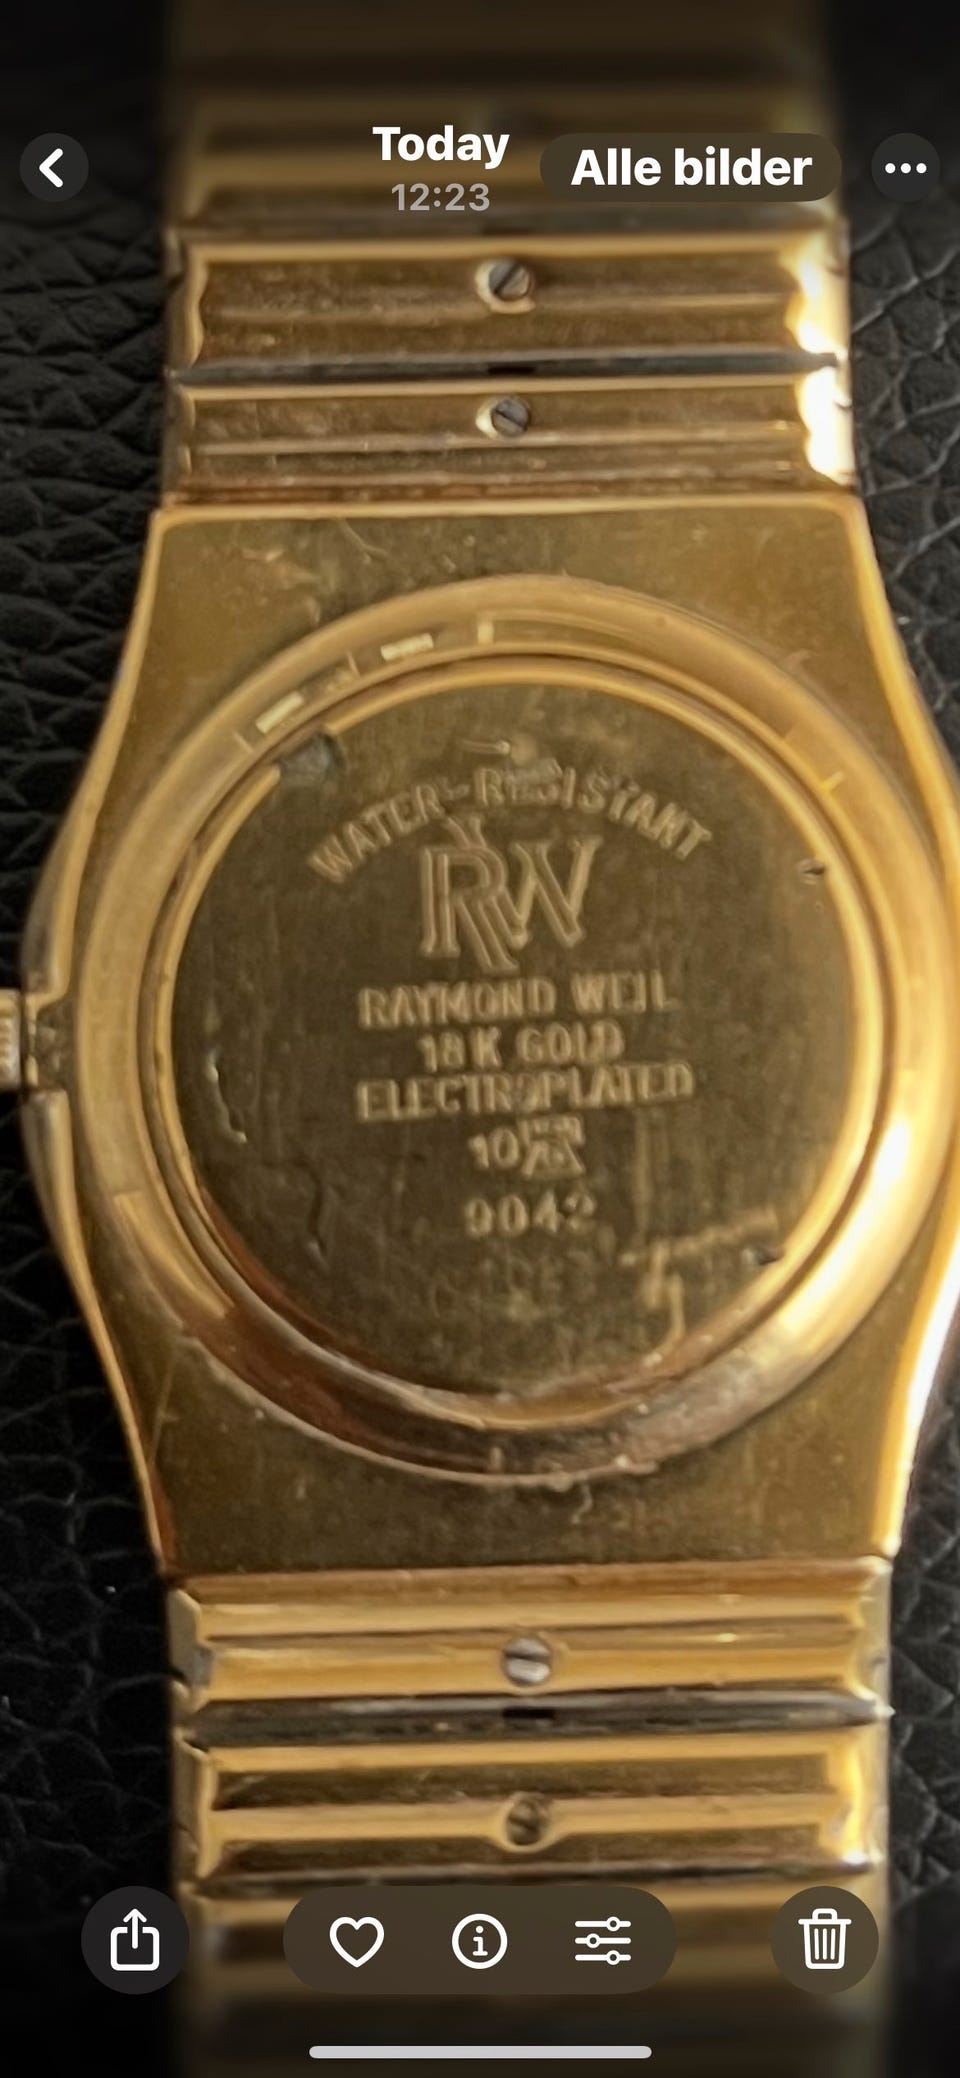 Today
12:23
Alle bilder
WATER-RESISTANT
RW
RAYMOND WEIL
18 K GOLD
ELECTROPLATED
10
9042